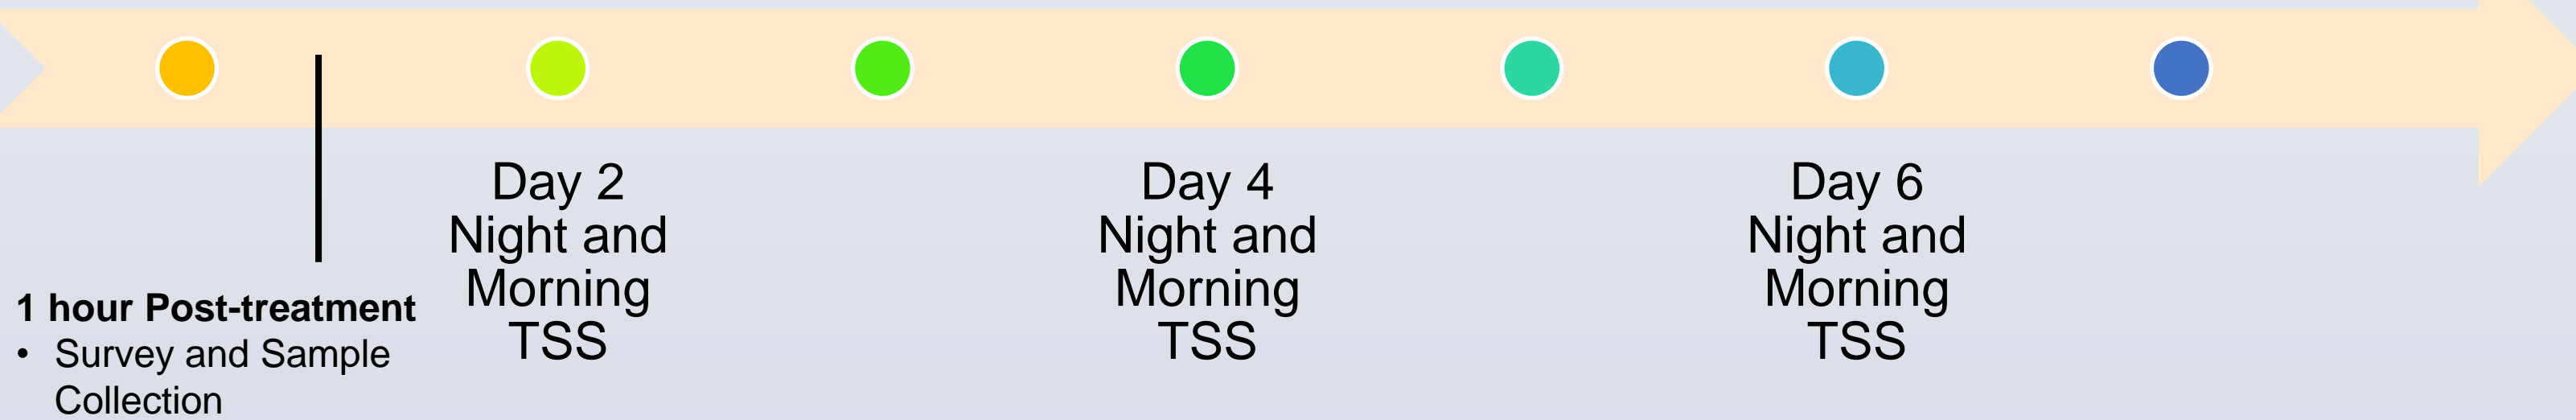 1 hour Post-treatment
• Survey and Sample
Collection
Day 2
Night and
Morning
TSS
Day 4
Night and
Morning
TSS
Day 6
Night and
Morning
TSS